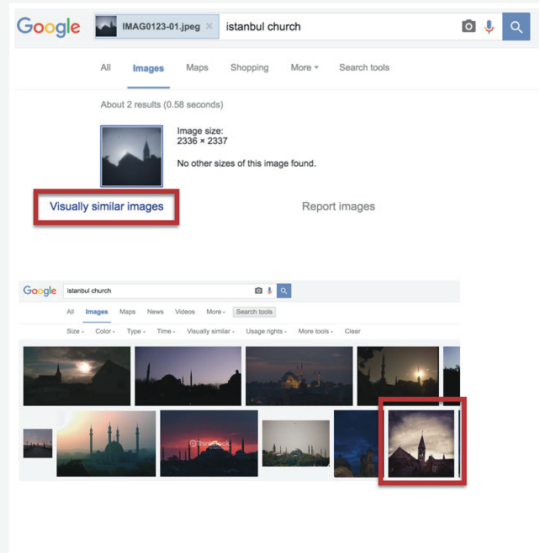 Google IMAG0123-01.jpeg × istanbul church
All Images Maps Shopping More Search tools
About 2 results (0.58 seconds)
Image size:
2336 × 2337
No other sizes of this image found.
Visually similar images Report images
Google istanbul church
All Images Maps News Videos More Search tools
Size Color Type Time Visually similar Usage rights More tools Clear